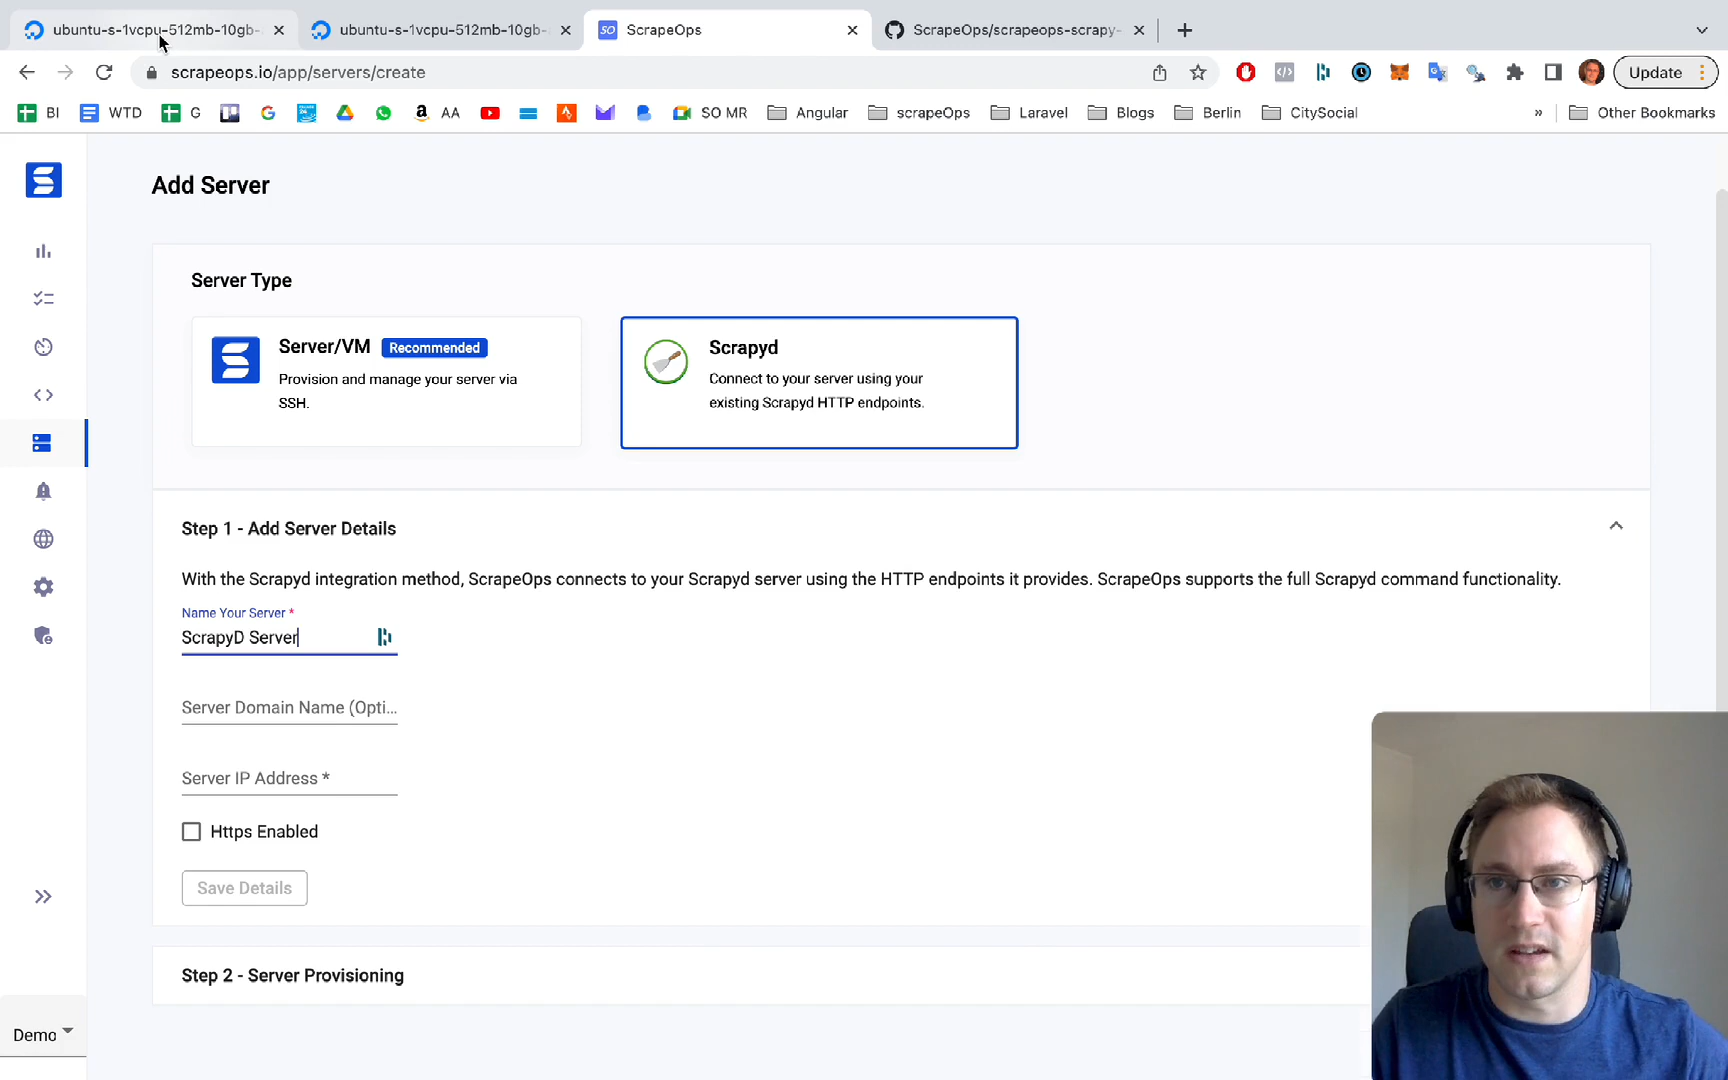 ubuntu-s-1vcpu-512mb-10gb-
ubuntu-s-1vcpu-512mb-10gb-
SO ScrapeOps
ScrapeOps/scrapeops-scrapy-
scrapeops.io/app/servers/create
Update
BI
WTD
G
AA
SO MR
Angular
scrapeOps
Laravel
Blogs
Berlin
CitySocial
»
Other Bookmarks
Add Server
Server Type
Server/VM Recommended
Provision and manage your server via
SSH.
Scrapyd
Connect to your server using your
existing Scrapyd HTTP endpoints.
Step 1 - Add Server Details
With the Scrapyd integration method, ScrapeOps connects to your Scrapyd server using the HTTP endpoints it provides. ScrapeOps supports the full Scrapyd command functionality.
Name Your Server *
ScrapyD Server
Server Domain Name (Opti...
Server IP Address *
Https Enabled
Save Details
Step 2 - Server Provisioning
Demo